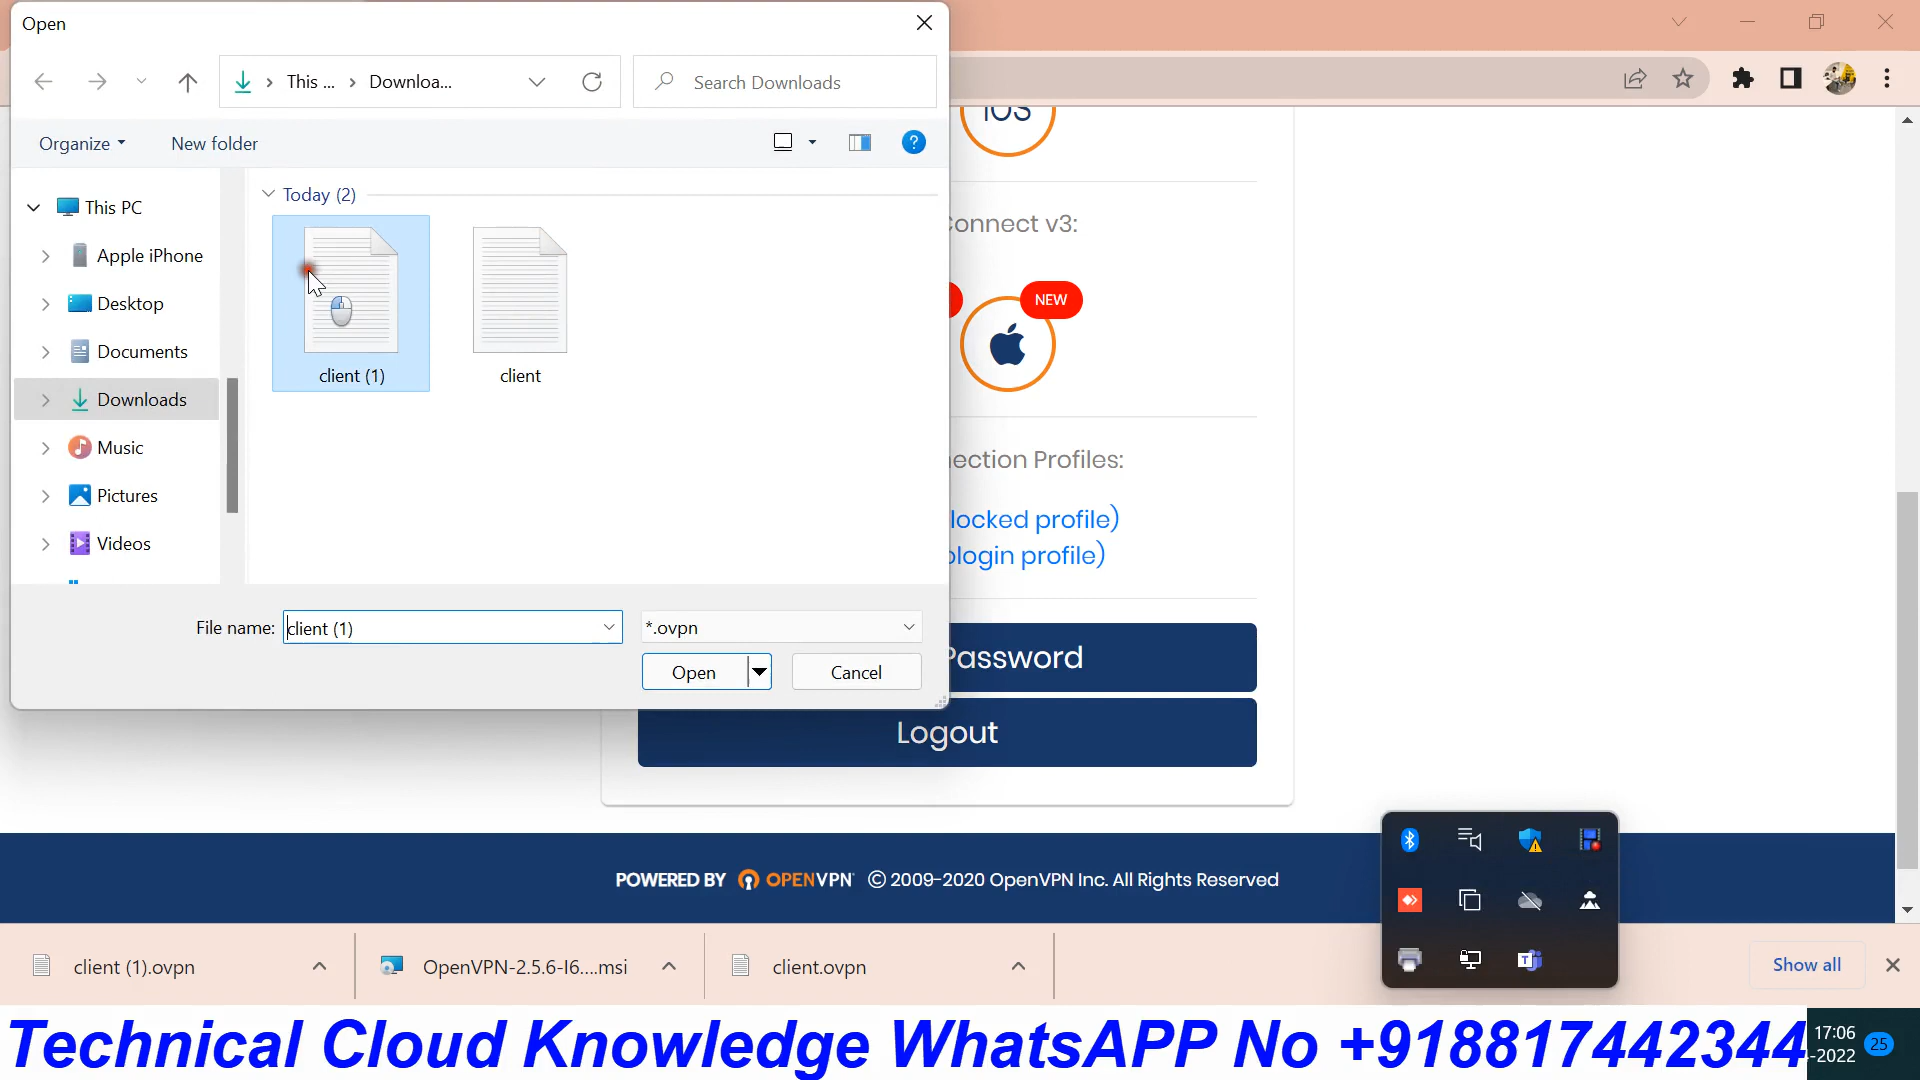 Open
This ...
Downloa...
Search Downloads
Organize
New folder
This PC
Apple iPhone
Desktop
Documents
Downloads
Music
Pictures
Videos
Today (2)
client (1)
client
File name:
client (1)
*.ovpn
Open
Cancel
iOS
Connect v3:
NEW
ection Profiles:
locked profile)
login profile)
Password
Logout
POWERED BY OPENVPN © 2009-2020 OpenVPN Inc. All Rights Reserved
client (1).ovpn
OpenVPN-2.5.6-I6....msi
client.ovpn
Show all
Technical Cloud Knowledge WhatsAPP No +918817442344
17:06
-2022
25